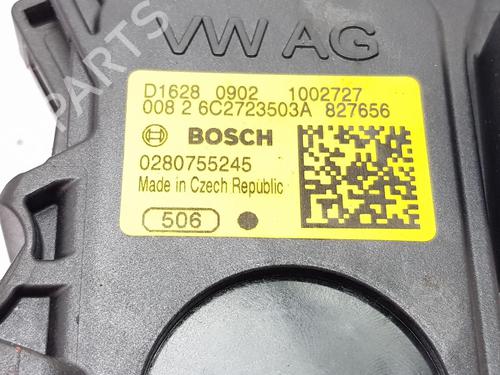 VW AG
D1628 0902 1002727
008 2 6C2723503A 827656
BOSCH
0280755245
Made in Czech Republic
506
PARTS